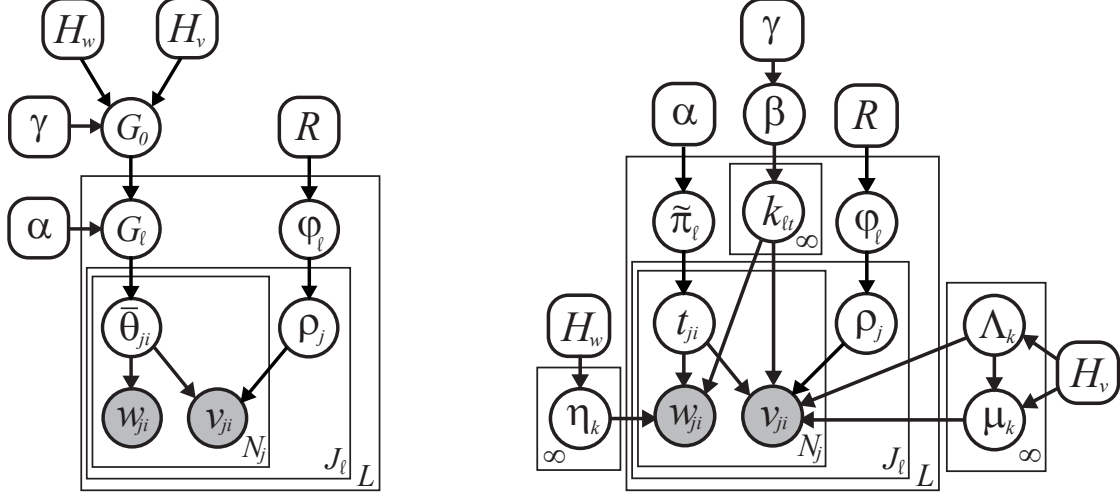 H_w H_v
γ G_0 R
α G_ℓ φ_ℓ
θ̄_ji ρ_j
w_ji v_ji
N_j
J_ℓ
L
γ
α β R
π̃_ℓ k_ℓt φ_ℓ
∞
H_w t_ji ρ_j Λ_k H_v
η_k w_ji v_ji μ_k
∞ N_j ∞
J_ℓ
L